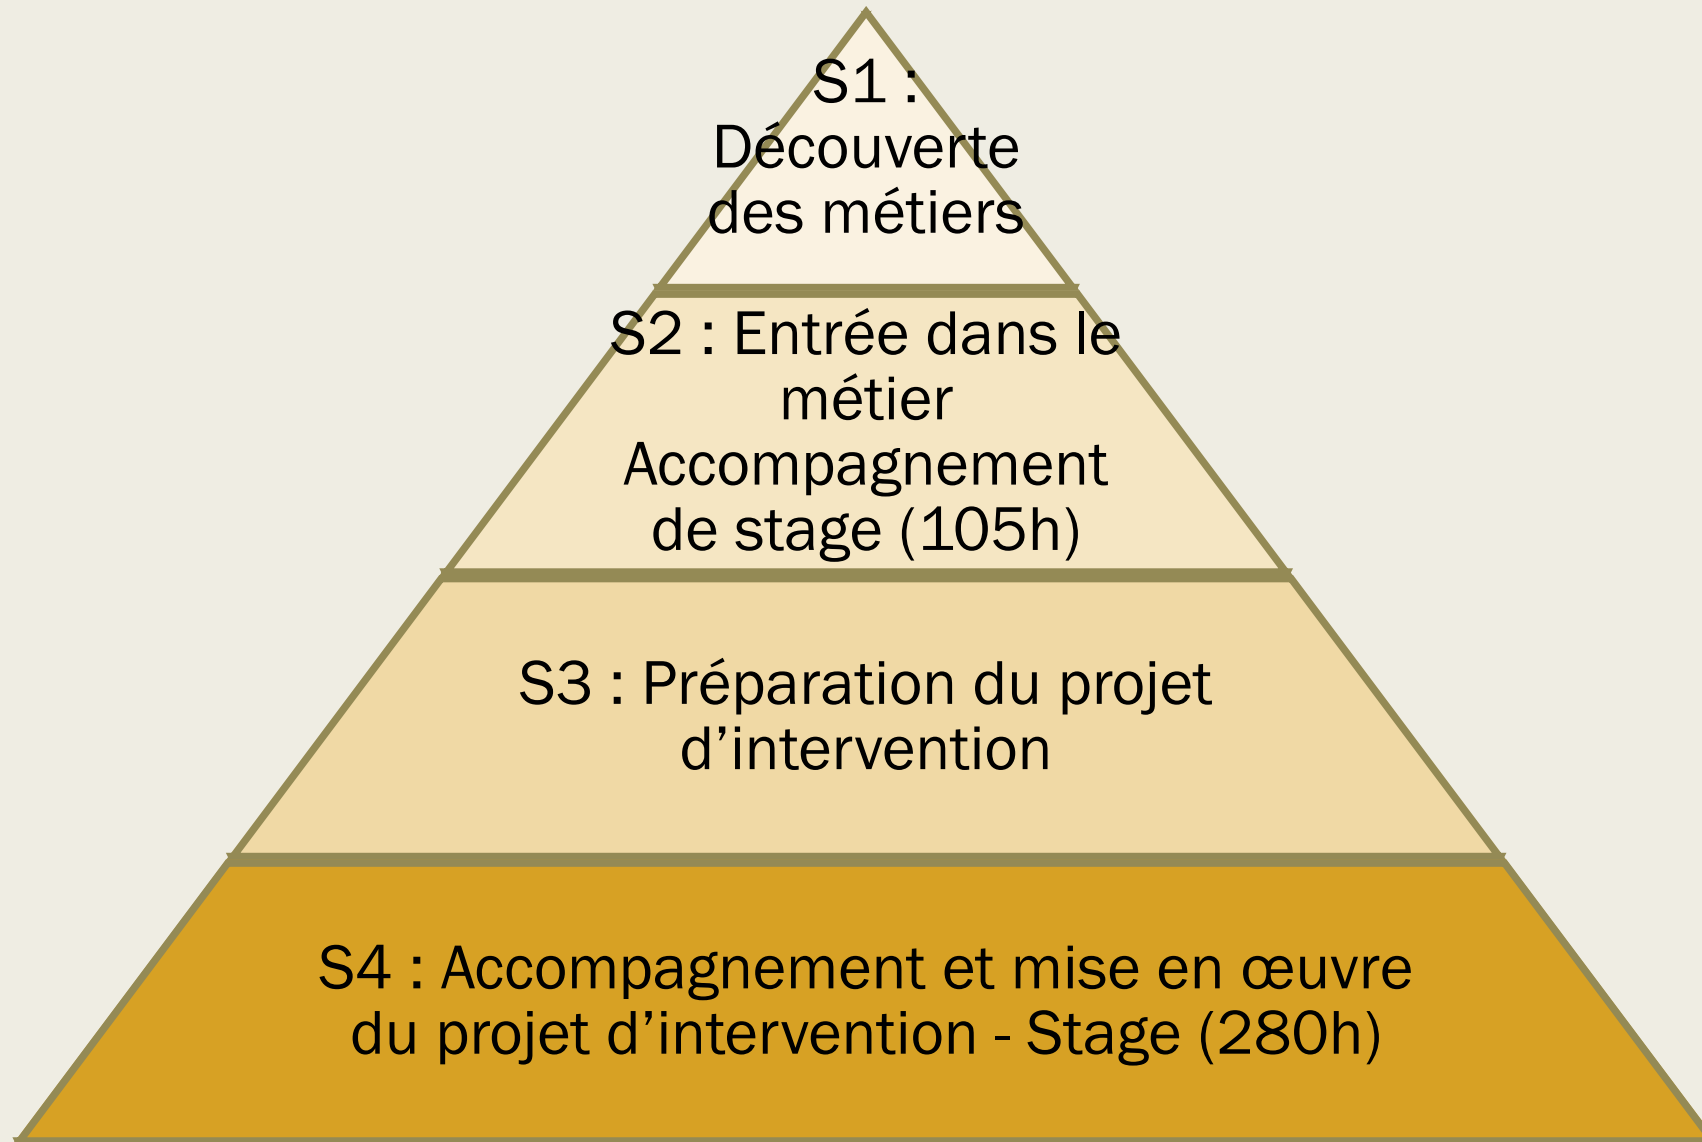 S1 :
Découverte
des métiers
S2 : Entrée dans le
métier
Accompagnement
de stage (105h)
S3 : Préparation du projet
d’intervention
S4 : Accompagnement et mise en œuvre
du projet d’intervention - Stage (280h)